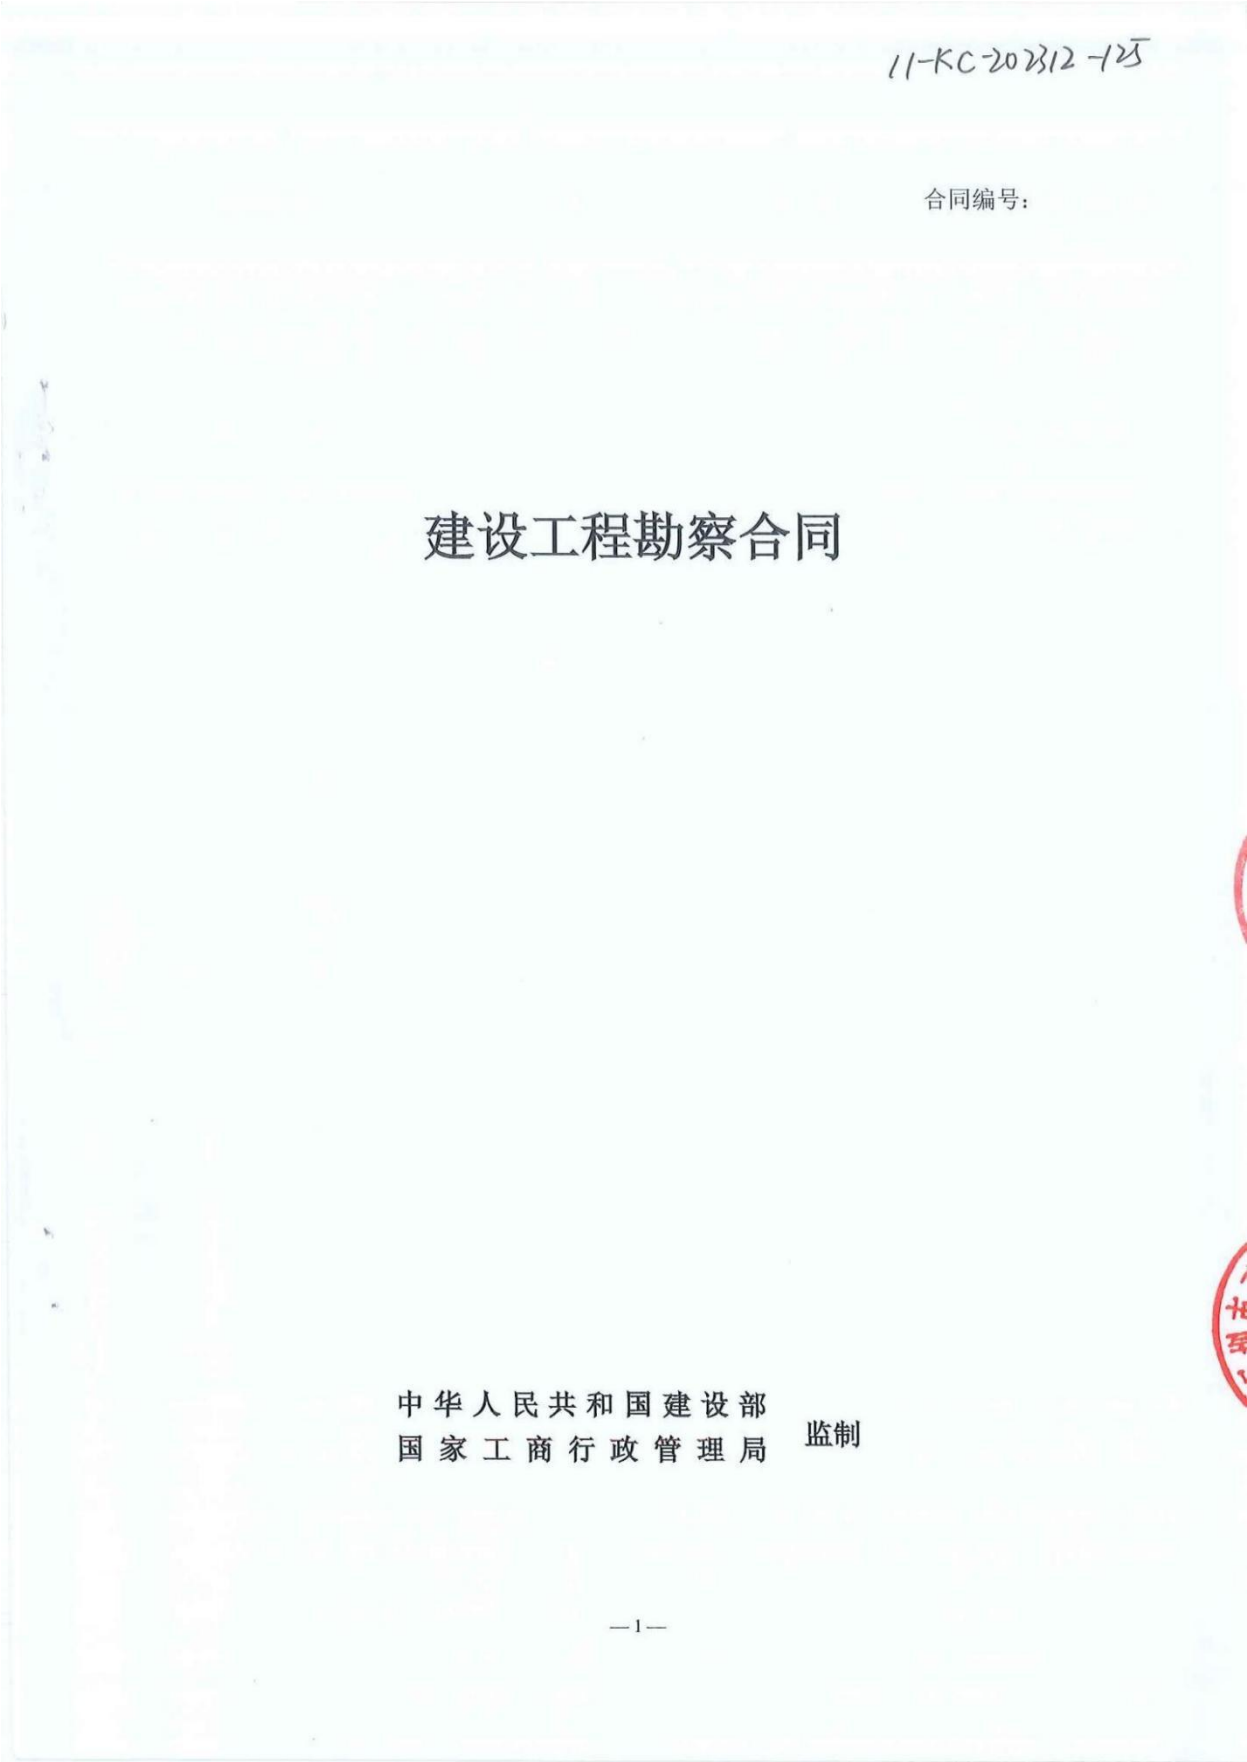 11-KC-202312-125
合同编号：
建设工程勘察合同
中华人民共和国建设部
国家工商行政管理局 监制
—1—